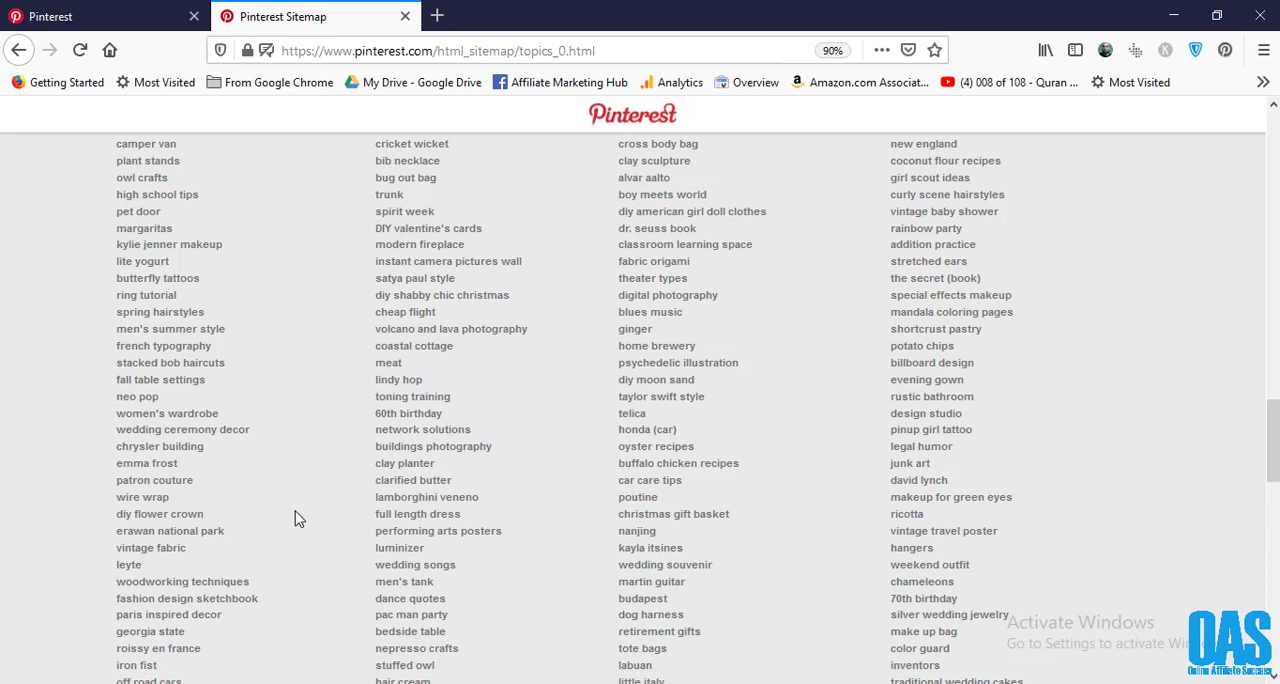 Pinterest
Pinterest Sitemap
https://www.pinterest.com/html_sitemap/topics_0.html
90%
Getting Started
Most Visited
From Google Chrome
My Drive - Google Drive
Affiliate Marketing Hub
Analytics
Overview
Amazon.com Associat...
(4) 008 of 108 - Quran ...
Most Visited
Pinterest
camper van cricket wicket cross body bag new england
plant stands bib necklace clay sculpture coconut flour recipes
owl crafts bug out bag alvar aalto girl scout ideas
high school tips trunk boy meets world curly scene hairstyles
pet door spirit week diy american girl doll clothes vintage baby shower
margaritas DIY valentine's cards dr. seuss book rainbow party
kylie jenner makeup modern fireplace classroom learning space addition practice
lite yogurt instant camera pictures wall fabric origami stretched ears
butterfly tattoos satya paul style theater types the secret (book)
ring tutorial diy shabby chic christmas digital photography special effects makeup
spring hairstyles cheap flight blues music mandala coloring pages
men's summer style volcano and lava photography ginger shortcrust pastry
french typography coastal cottage home brewery potato chips
stacked bob haircuts meat psychedelic illustration billboard design
fall table settings lindy hop diy moon sand evening gown
neo pop toning training taylor swift style rustic bathroom
women's wardrobe 60th birthday telica design studio
wedding ceremony decor network solutions honda (car) pinup girl tattoo
chrysler building buildings photography oyster recipes legal humor
emma frost clay planter buffalo chicken recipes junk art
patron couture clarified butter car care tips david lynch
wire wrap lamborghini veneno poutine makeup for green eyes
diy flower crown full length dress christmas gift basket ricotta
erawan national park performing arts posters nanjing vintage travel poster
vintage fabric luminizer kayla itsines hangers
leyte wedding songs wedding souvenir weekend outfit
woodworking techniques men's tank martin guitar chameleons
fashion design sketchbook dance quotes budapest 70th birthday
paris inspired decor pac man party dog harness silver wedding jewelry
georgia state bedside table retirement gifts make up bag
roissy en france nepresso crafts tote bags color guard
iron fist stuffed owl labuan inventors
off road cars hair cream little italy traditional wedding cakes
Activate Windows
Go to Settings to activate
OAS
Online Affiliate Success